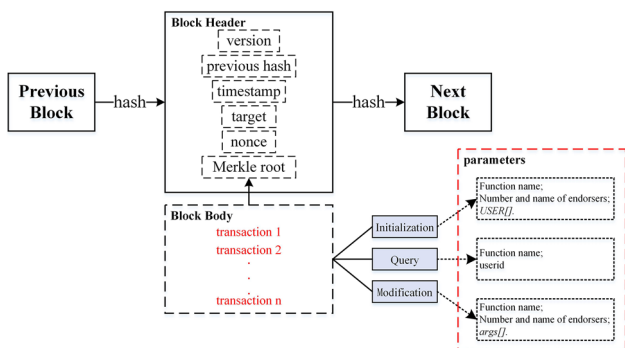 Block Header
version
previous hash
timestamp
target
nonce
Merkle root
Previous
Block
hash
hash
Next
Block
Block Body
transaction 1
transaction 2
.
.
.
transaction n
Initialization
Query
Modification
parameters
Function name;
Number and name of endorsers;
USER[].
Function name;
userid
Function name;
Number and name of endorsers;
args[].